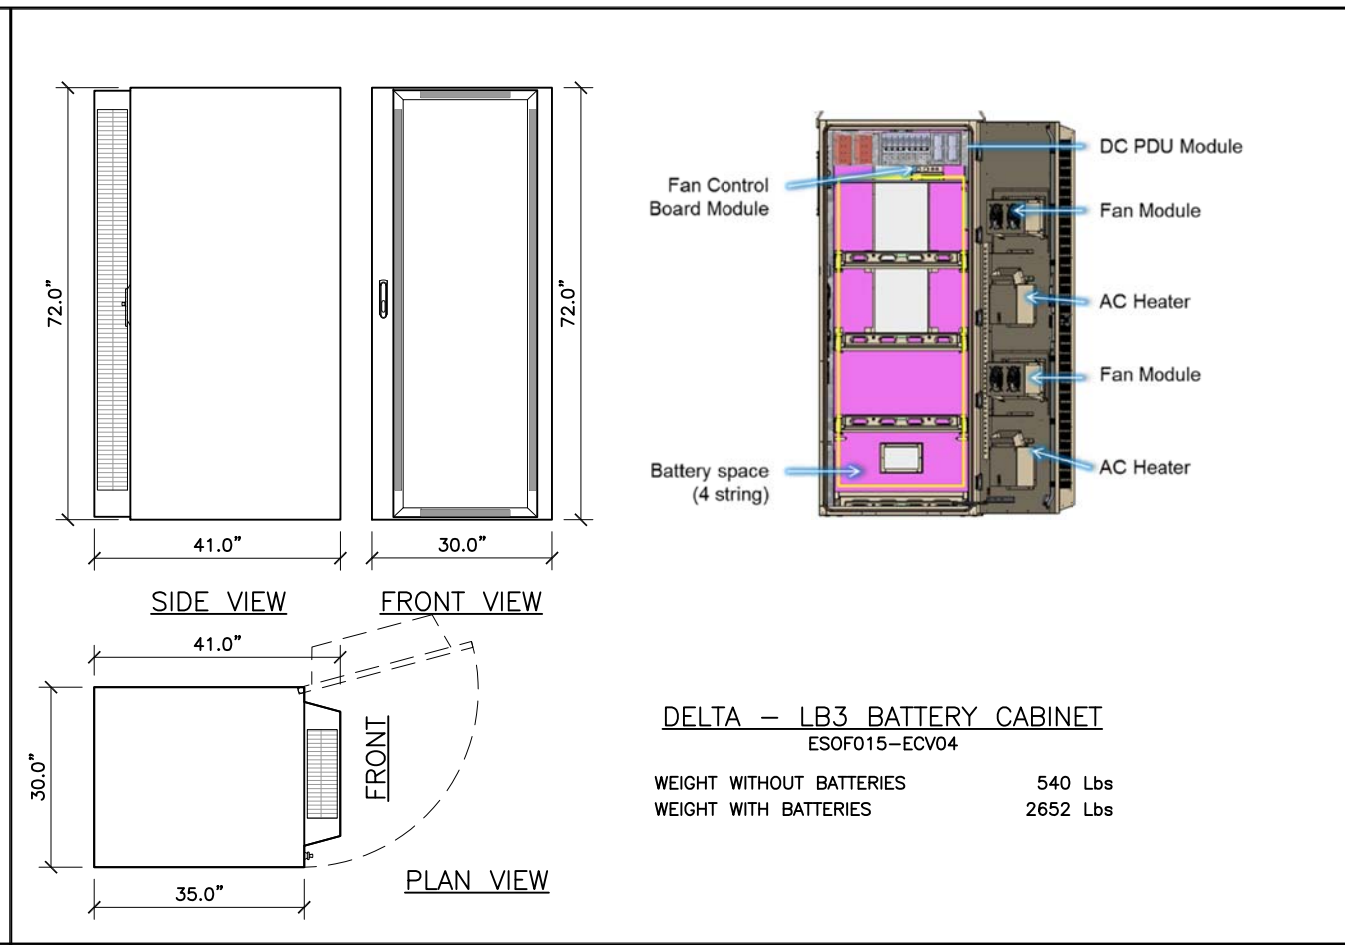 72.0"
72.0"
41.0"
30.0"
SIDE VIEW
FRONT VIEW
DC PDU Module
Fan Control
Board Module
Fan Module
AC Heater
Fan Module
Battery space
(4 string)
AC Heater
41.0"
30.0"
FRONT
35.0"
PLAN VIEW
DELTA – LB3 BATTERY CABINET
ESOF015–ECV04
WEIGHT WITHOUT BATTERIES 540 Lbs
WEIGHT WITH BATTERIES 2652 Lbs